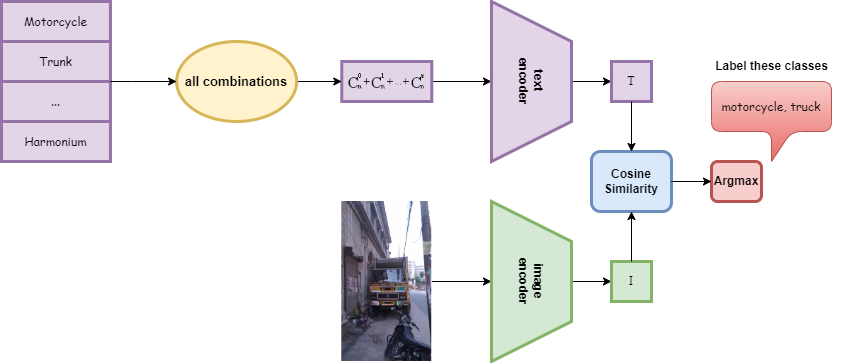 Motorcycle
Trunk
...
Harmonium
all combinations
C_n^0+C_n^1+...+C_n^k
text
encoder
T
Label these classes
motorcycle, truck
Cosine
Similarity
Argmax
image
encoder
I